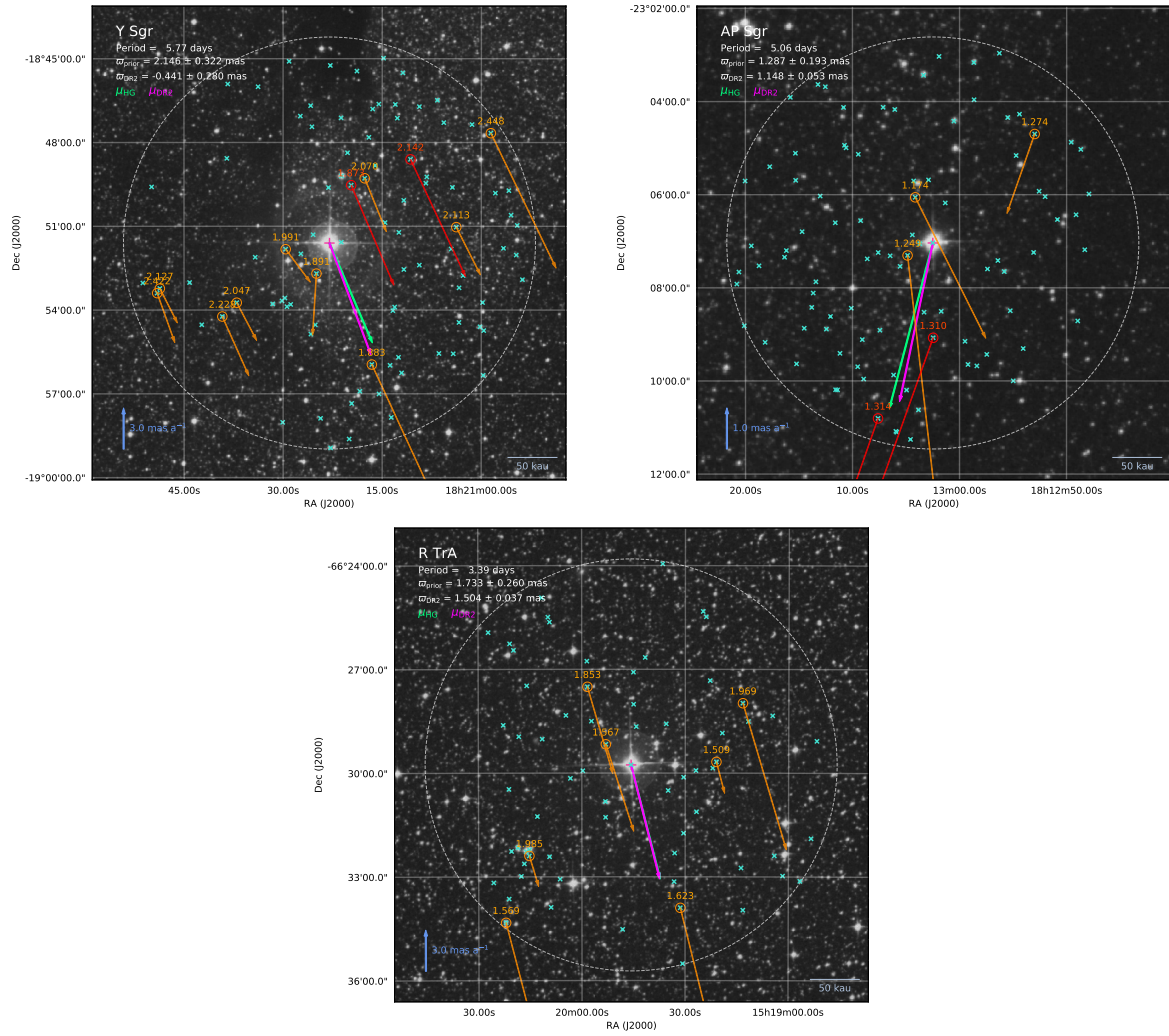 Y Sgr
Period = 5.77 days
ϖprior = 2.146 ± 0.322 mas
ϖDR2 = -0.441 ± 0.280 mas
μHG μDR2
-18°45'00.0"
48'00.0"
51'00.0"
54'00.0"
57'00.0"
-19°00'00.0"
Dec (J2000)
2.448
2.142
2.113
1.991
1.891
2.127
2.422
2.047
2.229
1.883
3.0 mas a⁻¹
50 kau
45.00s 30.00s 15.00s 18h21m00.00s
RA (J2000)
AP Sgr
Period = 5.06 days
ϖprior = 1.287 ± 0.193 mas
ϖDR2 = 1.148 ± 0.053 mas
μHG μDR2
-23°02'00.0"
04'00.0"
06'00.0"
08'00.0"
10'00.0"
12'00.0"
Dec (J2000)
1.274
1.249
1.310
1.314
1.0 mas a⁻¹
50 kau
20.00s 10.00s 18h13m00.00s 18h12m50.00s
RA (J2000)
R TrA
Period = 3.39 days
ϖprior = 1.733 ± 0.260 mas
ϖDR2 = 1.504 ± 0.037 mas
μHG μDR2
-66°24'00.0"
27'00.0"
30'00.0"
33'00.0"
36'00.0"
Dec (J2000)
1.853
1.969
1.509
1.985
1.623
1.569
3.0 mas a⁻¹
50 kau
30.00s 20m00.00s 30.00s 15h19m00.00s
RA (J2000)